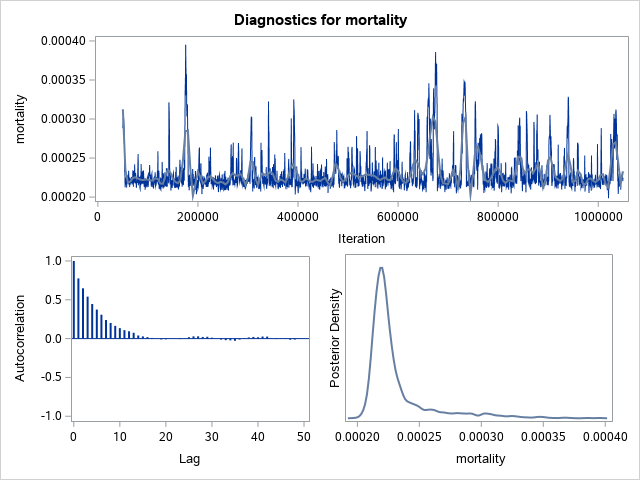 Diagnostics for mortality
0.00040
0.00035
0.00030
0.00025
0.00020
mortality
0 200000 400000 600000 800000 1000000
Iteration
1.0
0.5
0.0
-0.5
-1.0
Autocorrelation
0 10 20 30 40 50
Lag
Posterior Density
0.00020 0.00025 0.00030 0.00035 0.00040
mortality